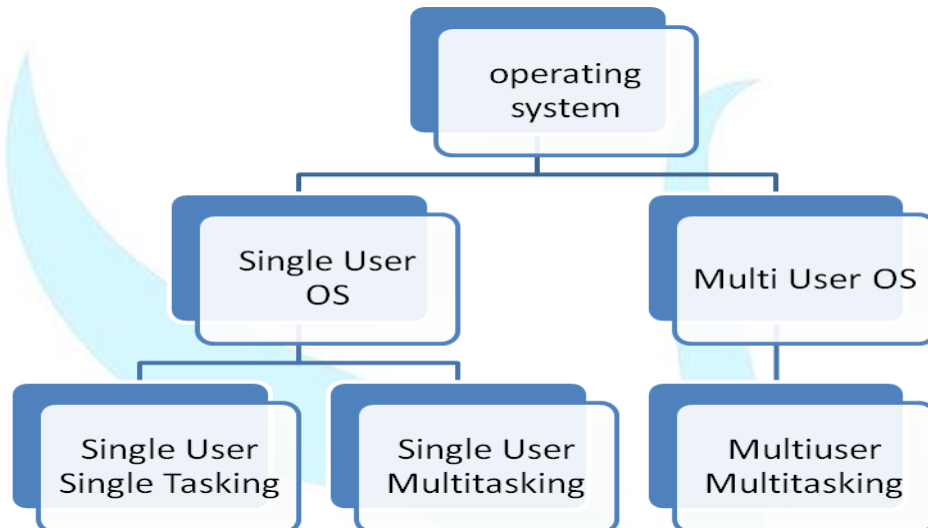 operating
system
Single User
OS
Multi User OS
Single User
Single Tasking
Single User
Multitasking
Multiuser
Multitasking